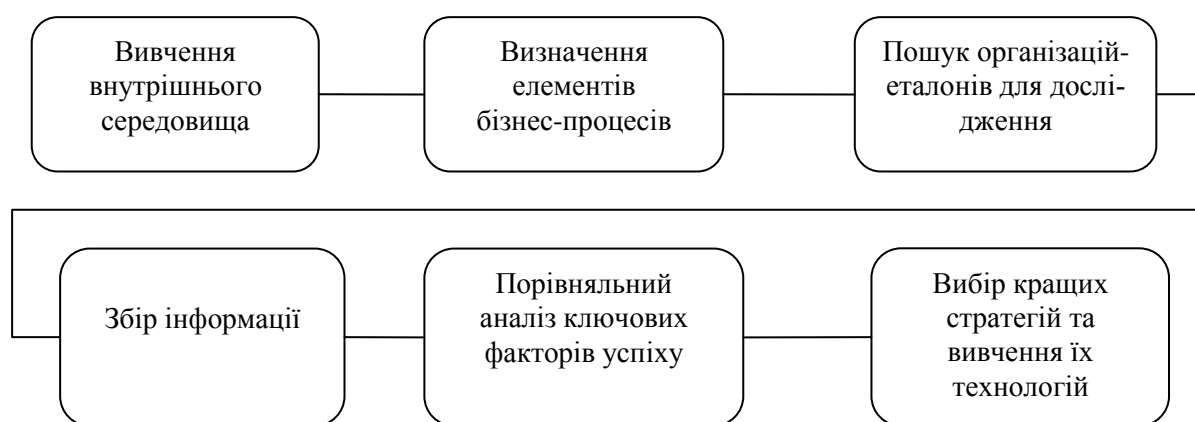 Вивчення
внутрішнього
середовища
Визначення
елементів
бізнес-процесів
Пошук організацій-
еталонів для дослі-
дження
Збір інформації
Порівняльний
аналіз ключових
факторів успіху
Вибір кращих
стратегій та
вивчення їх
технологій